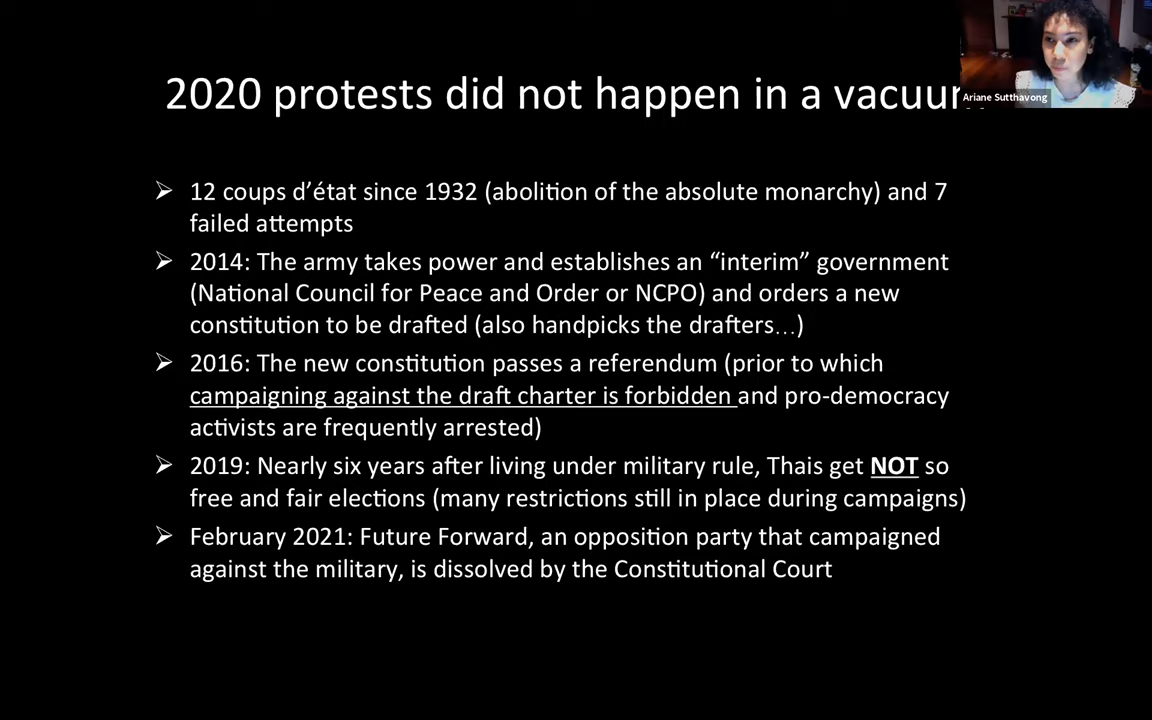 2020 protests did not happen in a vacuum
Ariane Sutthavong
12 coups d’état since 1932 (abolition of the absolute monarchy) and 7
failed attempts
2014: The army takes power and establishes an “interim” government
(National Council for Peace and Order or NCPO) and orders a new
constitution to be drafted (also handpicks the drafters…)
2016: The new constitution passes a referendum (prior to which
campaigning against the draft charter is forbidden and pro-democracy
activists are frequently arrested)
2019: Nearly six years after living under military rule, Thais get NOT so
free and fair elections (many restrictions still in place during campaigns)
February 2021: Future Forward, an opposition party that campaigned
against the military, is dissolved by the Constitutional Court